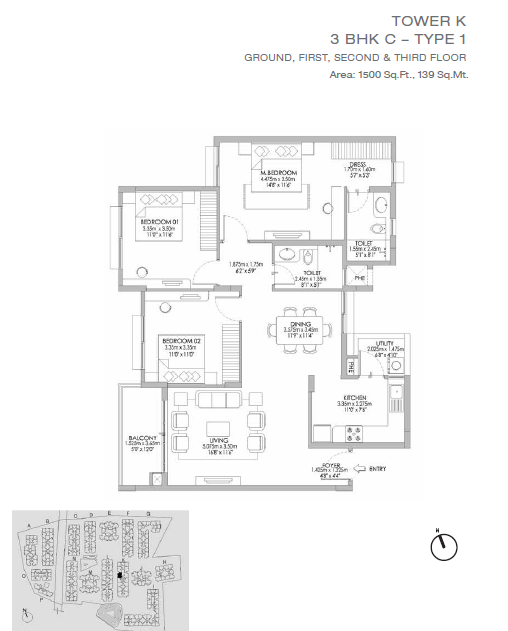 TOWER K
3 BHK C – TYPE 1
GROUND, FIRST, SECOND & THIRD FLOOR
Area: 1500 Sq.Ft., 139 Sq.Mt.
M.BEDROOM
4.475m x 3.50m
14'8" x 11'6"
DRESS
1.70m x 1.60m
5'7" x 5'3"
BEDROOM 01
3.35m x 3.50m
11'0" x 11'6"
TOILET
1.55m x 2.45m
5'1" x 8'1"
1.875m x 1.75m
6'2" x 5'9"
TOILET
2.45m x 1.55m
8'1" x 5'1"
PHE
DINING
3.575m x 3.45m
11'9" x 11'4"
BEDROOM 02
3.35m x 3.35m
11'0" x 11'0"
UTILITY
2.025m x 1.475m
6'8" x 4'10"
PHE
KITCHEN
3.35m x 2.275m
11'0" x 7'6"
BALCONY
1.525m x 3.65m
5'0" x 12'0"
LIVING
5.075m x 3.50m
16'8" x 11'6"
FOYER
1.425m x 1.325m
4'8" x 4'4"
ENTRY
N
A
B
C
D
E
F
G
H
N